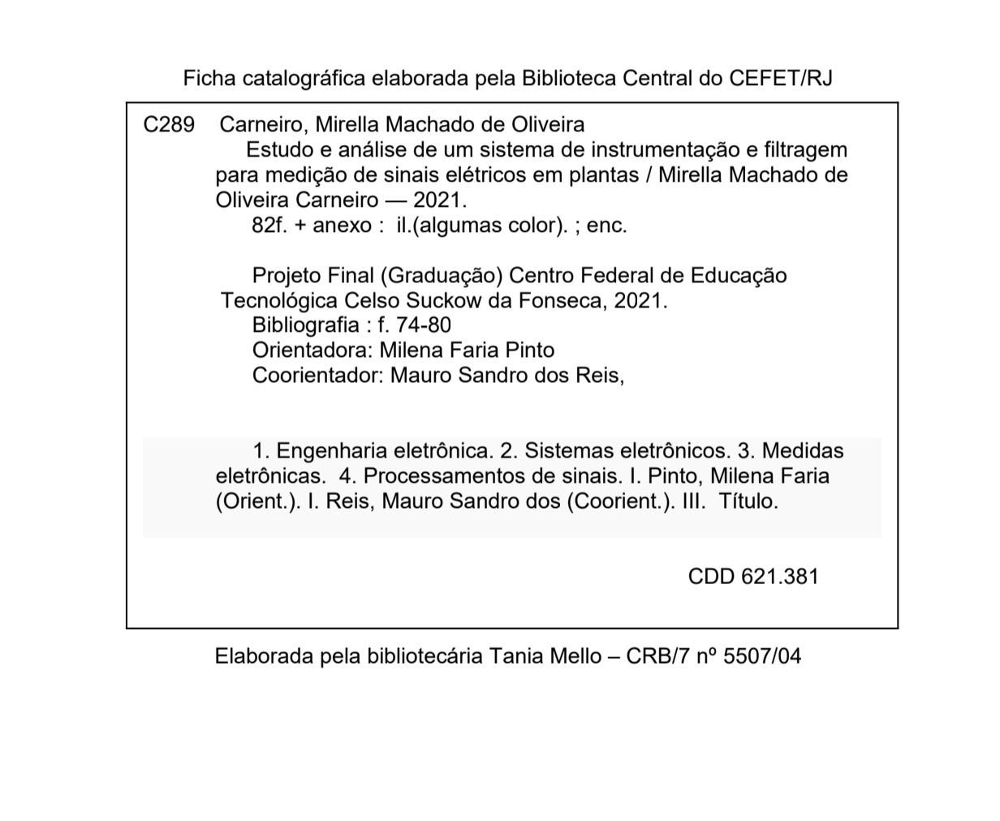 Ficha catalográfica elaborada pela Biblioteca Central do CEFET/RJ
C289 Carneiro, Mirella Machado de Oliveira
Estudo e análise de um sistema de instrumentação e filtragem
para medição de sinais elétricos em plantas / Mirella Machado de
Oliveira Carneiro — 2021.
82f. + anexo : il.(algumas color). ; enc.
Projeto Final (Graduação) Centro Federal de Educação
Tecnológica Celso Suckow da Fonseca, 2021.
Bibliografia : f. 74-80
Orientadora: Milena Faria Pinto
Coorientador: Mauro Sandro dos Reis,
1. Engenharia eletrônica. 2. Sistemas eletrônicos. 3. Medidas
eletrônicas. 4. Processamentos de sinais. I. Pinto, Milena Faria
(Orient.). I. Reis, Mauro Sandro dos (Coorient.). III. Título.
CDD 621.381
Elaborada pela bibliotecária Tania Mello – CRB/7 nº 5507/04